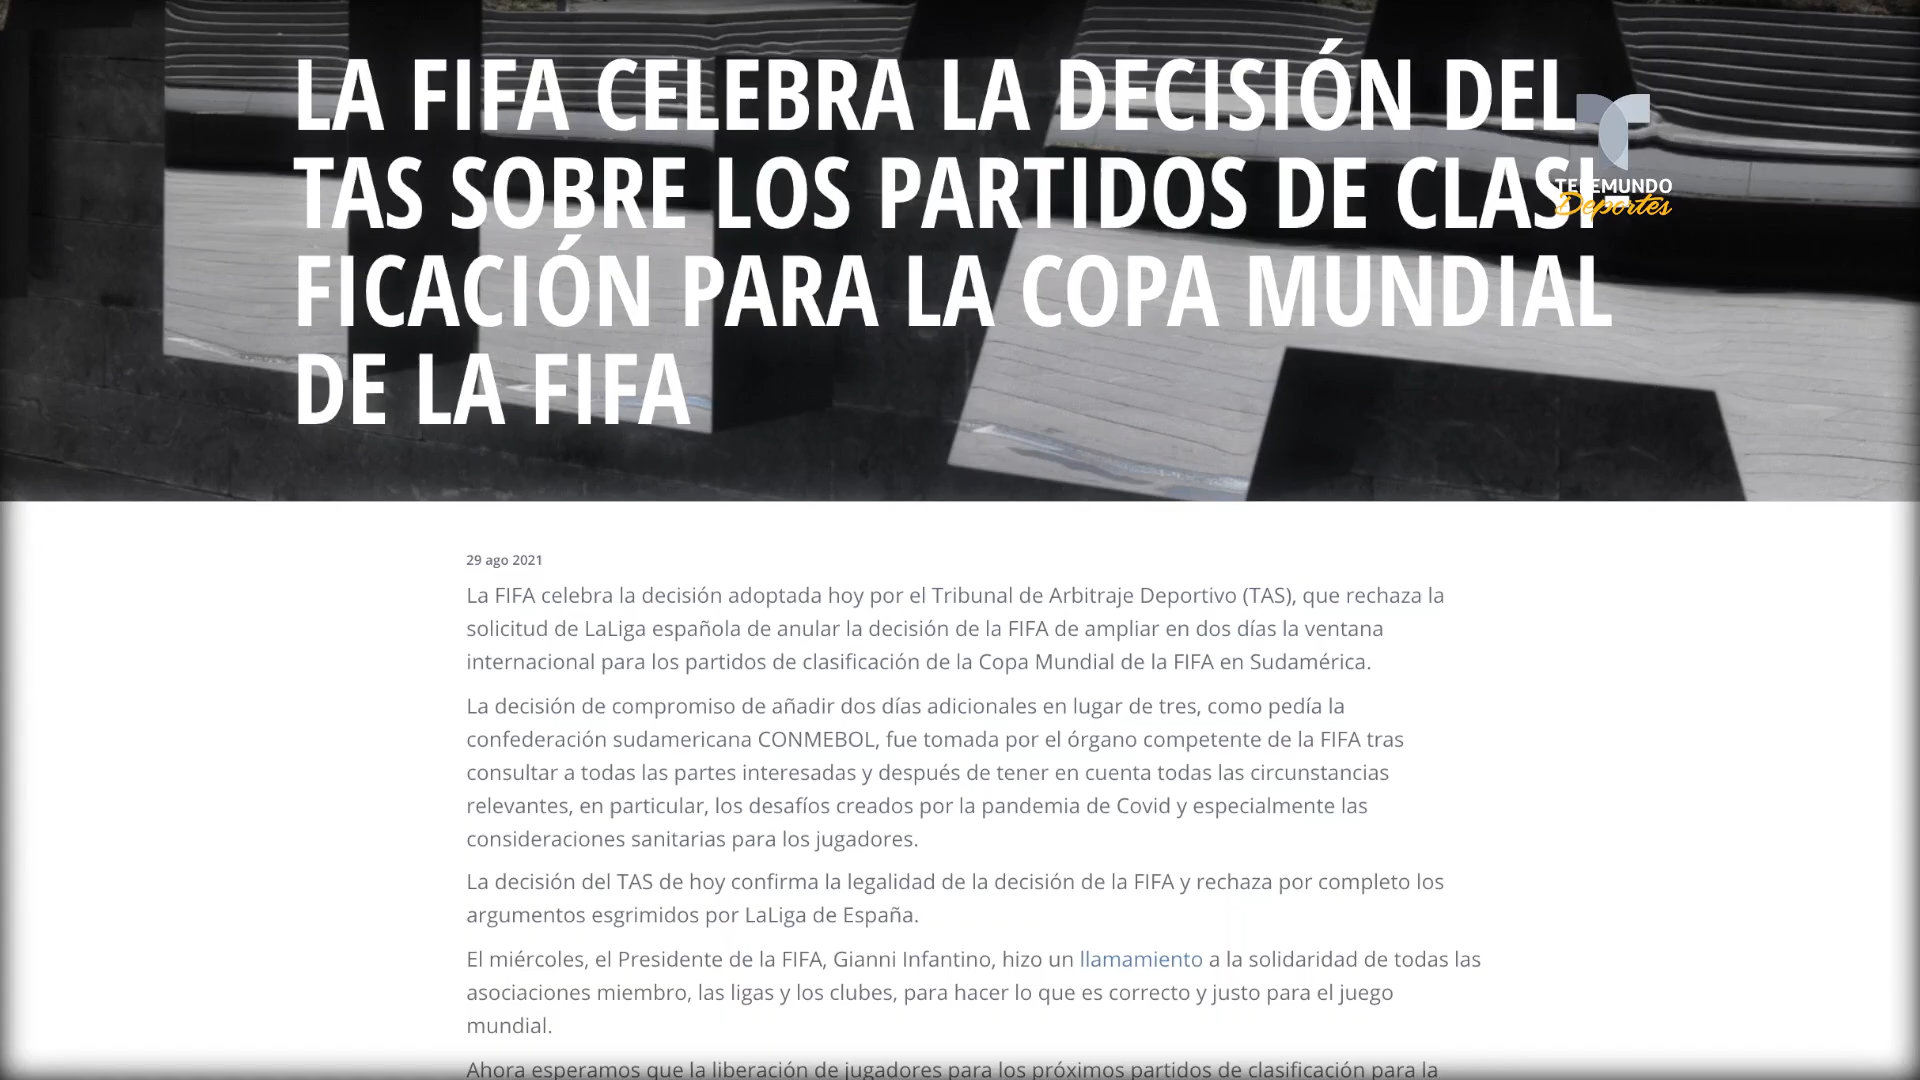 LA FIFA CELEBRA LA DECISIÓN DEL
TAS SOBRE LOS PARTIDOS DE CLASI
FICACIÓN PARA LA COPA MUNDIAL
DE LA FIFA
TELEMUNDO
Deportes
29 ago 2021
La FIFA celebra la decisión adoptada hoy por el Tribunal de Arbitraje Deportivo (TAS), que rechaza la
solicitud de LaLiga española de anular la decisión de la FIFA de ampliar en dos días la ventana
internacional para los partidos de clasificación de la Copa Mundial de la FIFA en Sudamérica.
La decisión de compromiso de añadir dos días adicionales en lugar de tres, como pedía la
confederación sudamericana CONMEBOL, fue tomada por el órgano competente de la FIFA tras
consultar a todas las partes interesadas y después de tener en cuenta todas las circunstancias
relevantes, en particular, los desafíos creados por la pandemia de Covid y especialmente las
consideraciones sanitarias para los jugadores.
La decisión del TAS de hoy confirma la legalidad de la decisión de la FIFA y rechaza por completo los
argumentos esgrimidos por LaLiga de España.
El miércoles, el Presidente de la FIFA, Gianni Infantino, hizo un llamamiento a la solidaridad de todas las
asociaciones miembro, las ligas y los clubes, para hacer lo que es correcto y justo para el juego
mundial.
Ahora esperamos que la liberación de jugadores para los próximos partidos de clasificación para la